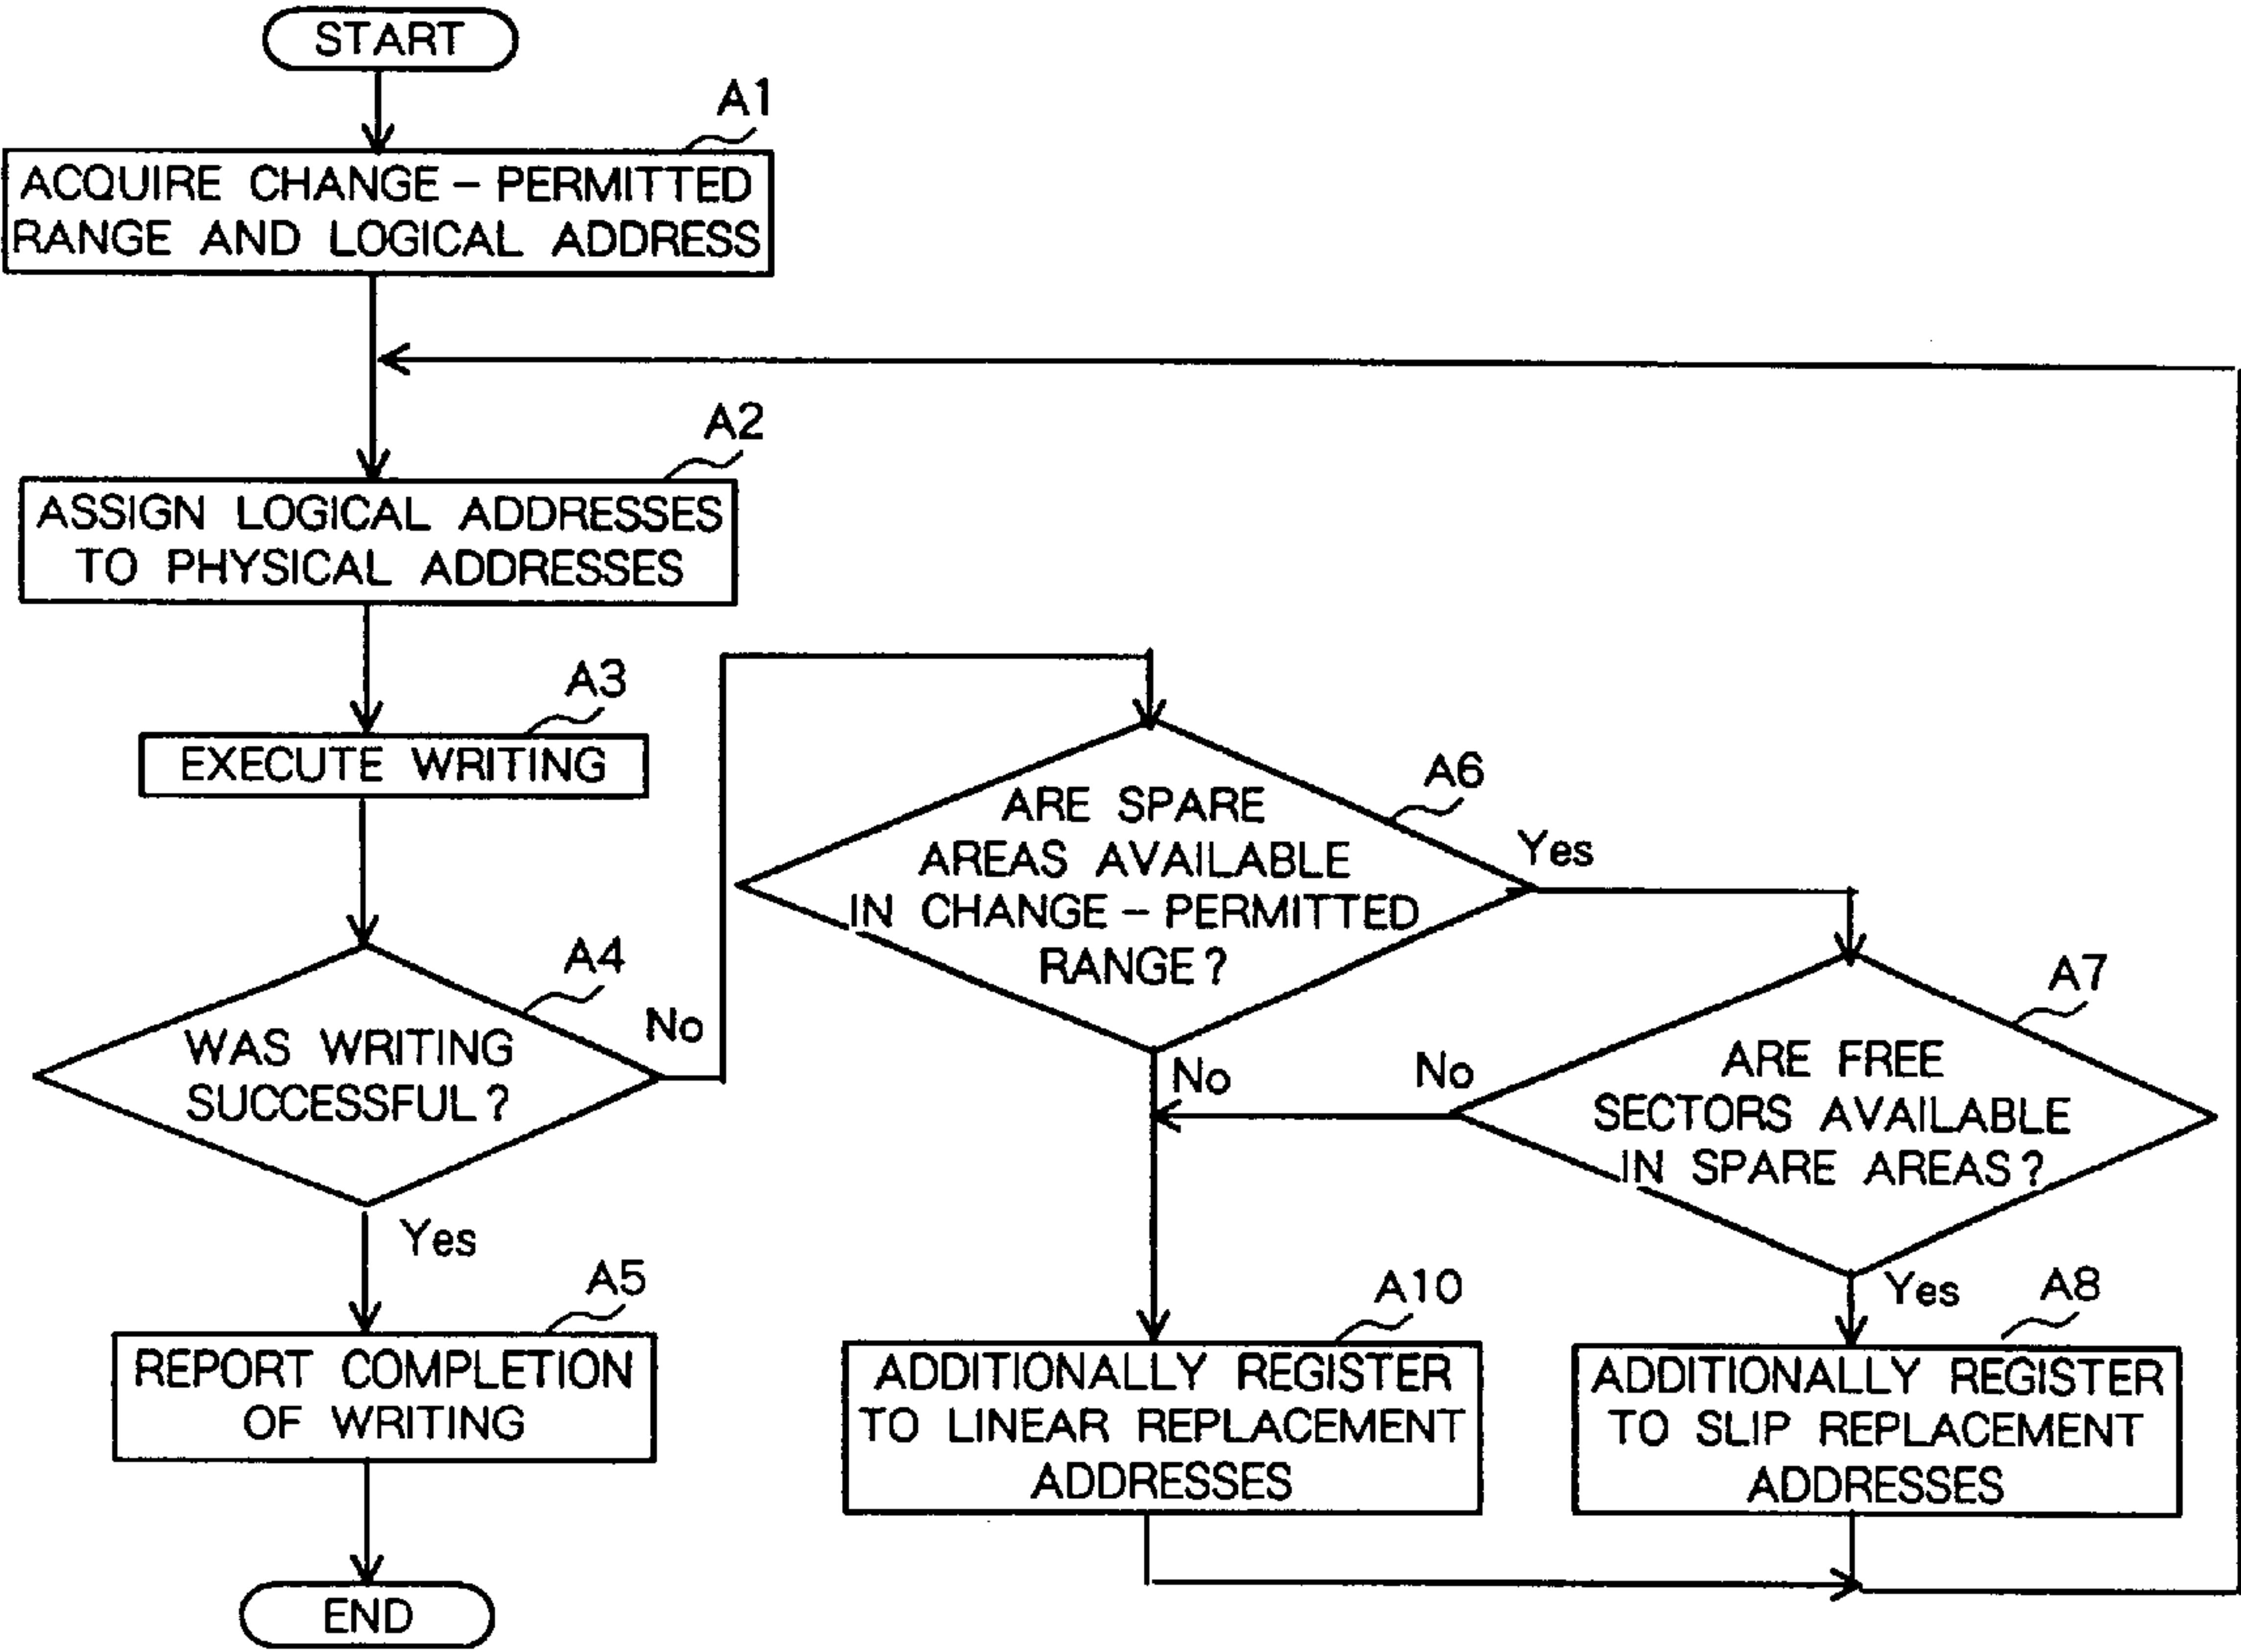 START
A1
ACQUIRE CHANGE – PERMITTED
RANGE AND LOGICAL ADDRESS
A2
ASSIGN LOGICAL ADDRESSES
TO PHYSICAL ADDRESSES
A3
EXECUTE WRITING
A4
WAS WRITING
SUCCESSFUL?
No
Yes
A5
REPORT COMPLETION
OF WRITING
END
A6
ARE SPARE
AREAS AVAILABLE
IN CHANGE – PERMITTED
RANGE?
Yes
No
A7
ARE FREE
SECTORS AVAILABLE
IN SPARE AREAS?
No
Yes
A10
ADDITIONALLY REGISTER
TO LINEAR REPLACEMENT
ADDRESSES
A8
ADDITIONALLY REGISTER
TO SLIP REPLACEMENT
ADDRESSES